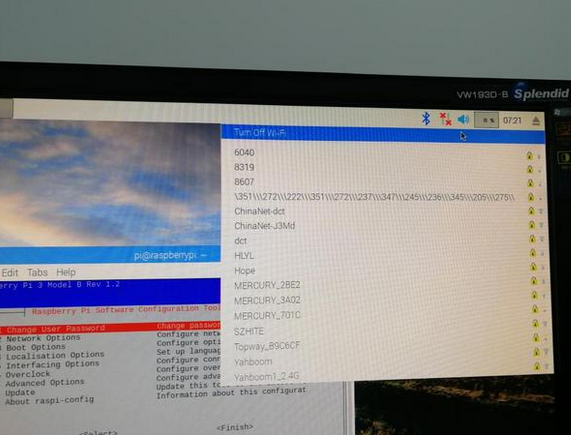 VW193D-B Splendid
8 % 07:21
Turn Off Wi-Fi
6040
8319
8607
\351\\\272\\\222\\\351\\\272\\\237\\\347\\\245\\\236\\\345\\\205\\\275\\
ChinaNet-dct
ChinaNet-J3Md
dct
HLYL
Hope
MERCURY_2BE2
MERCURY_3A02
MERCURY_701C
SZHITE
Topway_B9C6CF
Yahboom
Yahboom1_2.4G
pi@raspberrypi: ~
Edit Tabs Help
erry Pi 3 Model B Rev 1.2
Raspberry Pi Software Configuration Tool
Change User Password Change passwor
Network Options Configure netw
Boot Options Configure opti
Localisation Options Set up languag
Interfacing Options Configure conn
Overclock Configure over
Advanced Options Configure adva
Update Update this to
About raspi-config Information about this configurat
<Select> <Finish>